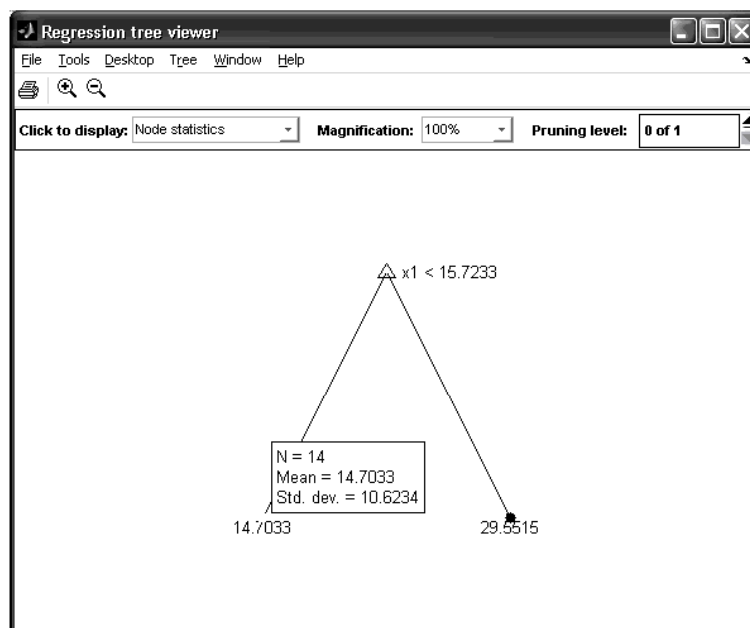 Regression tree viewer
File Tools Desktop Tree Window Help
Click to display: Node statistics Magnification: 100% Pruning level: 0 of 1
x1 < 15.7233
N = 14
Mean = 14.7033
Std. dev. = 10.6234
14.7033 29.5515